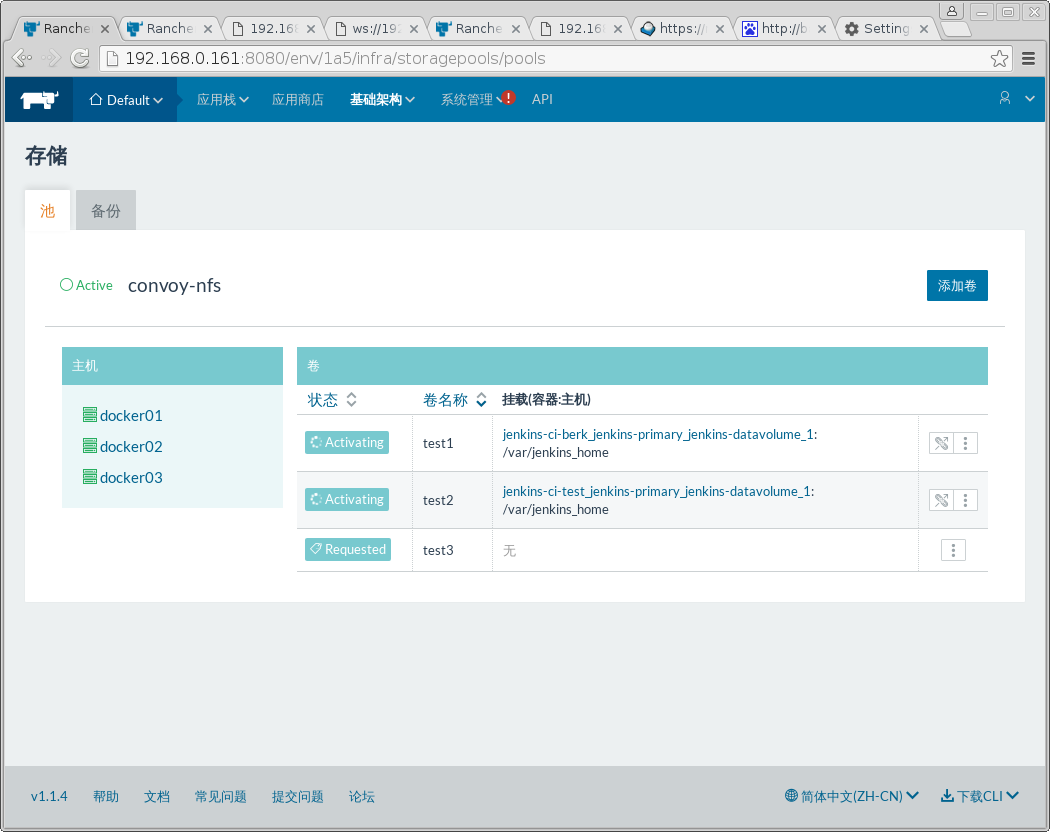 Ranche
Ranche
192.168
ws://192
Ranche
192.168
https://
http://b
Setting
192.168.0.161:8080/env/1a5/infra/storagepools/pools
Default 应用栈 应用商店 基础架构 系统管理 ! API
存储
池 备份
Active convoy-nfs 添加卷
主机
docker01
docker02
docker03
卷
状态 卷名称 挂载(容器:主机)
Activating test1 jenkins-ci-berk_jenkins-primary_jenkins-datavolume_1:
/var/jenkins_home
Activating test2 jenkins-ci-test_jenkins-primary_jenkins-datavolume_1:
/var/jenkins_home
Requested test3 无
v1.1.4 帮助 文档 常见问题 提交问题 论坛 简体中文(ZH-CN) 下载CLI